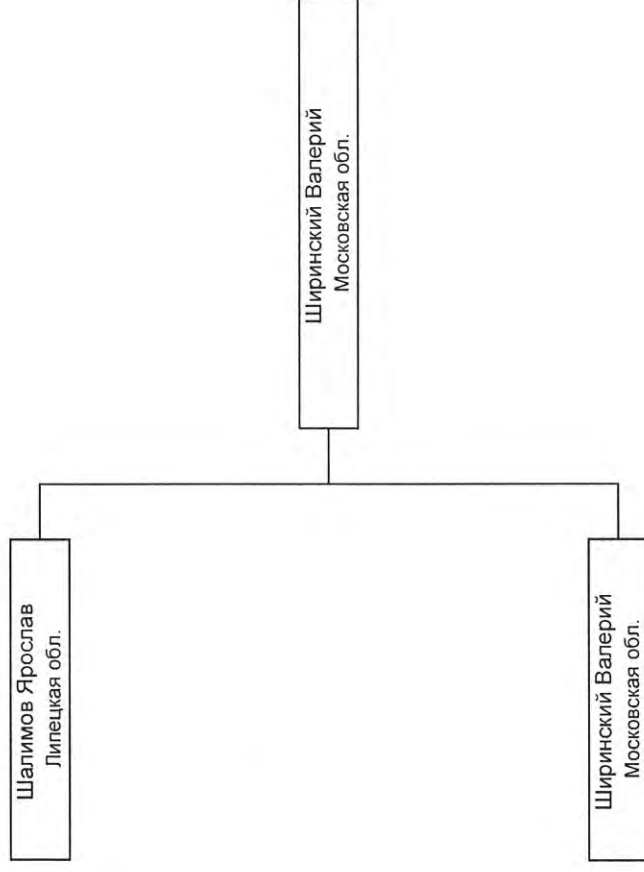 Шалимов Ярослав
Липецкая обл.
Ширинский Валерий
Московская обл.
Ширинский Валерий
Московская обл.